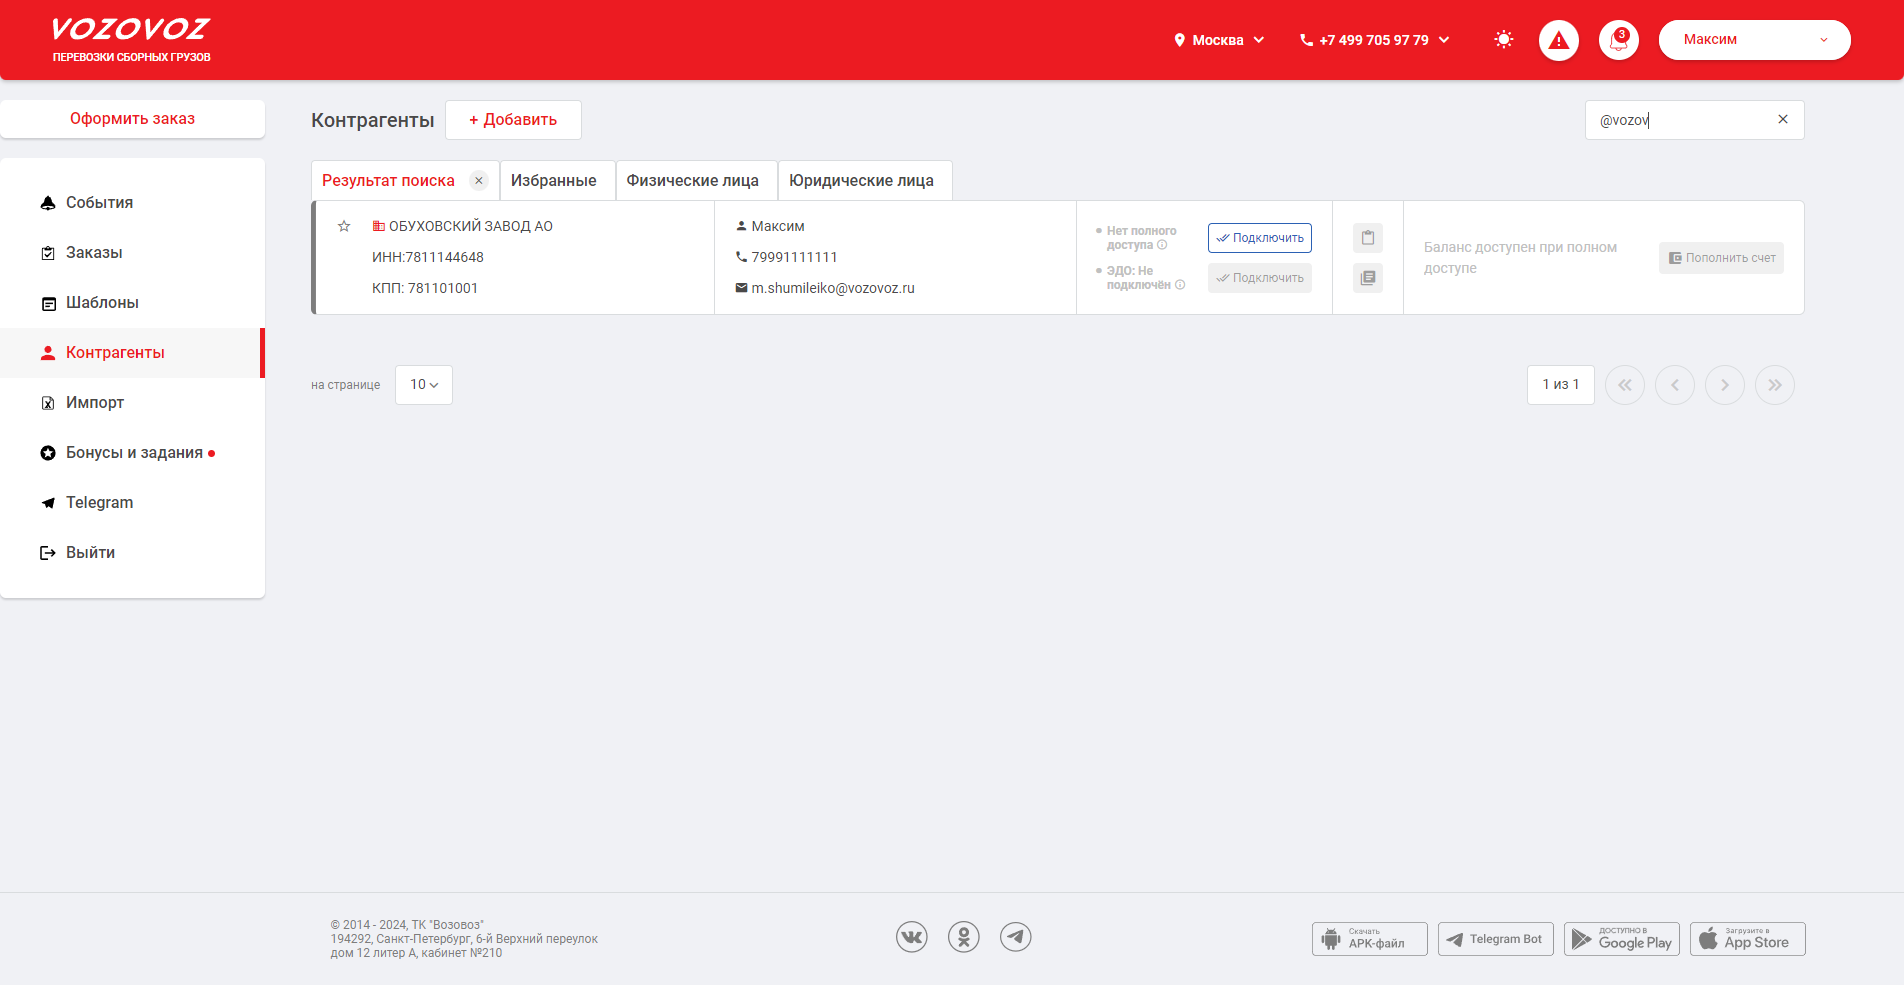 VOZOVOZ
ПЕРЕВОЗКИ СБОРНЫХ ГРУЗОВ
Москва
+7 499 705 97 79
3
Максим
Оформить заказ
События
Заказы
Шаблоны
Контрагенты
Импорт
Бонусы и задания
Telegram
Выйти
Контрагенты
+ Добавить
@vozov
Результат поиска
Избранные
Физические лица
Юридические лица
ОБУХОВСКИЙ ЗАВОД АО
ИНН:7811144648
КПП: 781101001
Максим
79991111111
m.shumileiko@vozovoz.ru
Нет полного
доступа
Подключить
ЭДО: Не
подключён
Подключить
Баланс доступен при полном
доступе
Пополнить счет
на странице
10
1 из 1
© 2014 - 2024, ТК "Возовоз"
194292, Санкт-Петербург, 6-й Верхний переулок
дом 12 литер А, кабинет №210
Скачать
APK-файл
Telegram Bot
ДОСТУПНО В
Google Play
Загрузите в
App Store